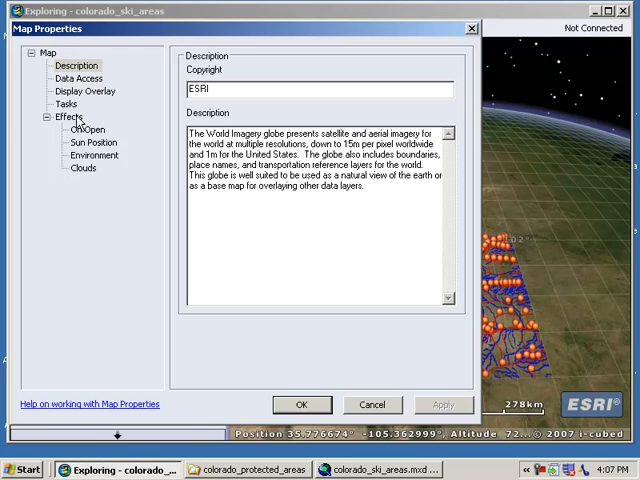 Exploring - colorado_ski_areas
Map Properties
Not Connected
Map
Description
Data Access
Display Overlay
Tasks
Effects
On Open
Sun Position
Environment
Clouds
Description
Copyright
ESRI
Description
The World Imagery globe presents satellite and aerial imagery for
the world at multiple resolutions, down to 15m per pixel worldwide
and 1m for the United States. The globe also includes boundaries,
place names, and transportation reference layers for the world.
This globe is well suited to be used as a natural view of the earth or
as a base map for overlaying other data layers.
102°
Help on working with Map Properties
OK
Cancel
Apply
278km
ESRI
Position 35.776674° -105.362999°, Altitude 72...© 2007 i-cubed
Start
Exploring - colorado_...
colorado_protected_areas
colorado_ski_areas.mxd ...
4:07 PM